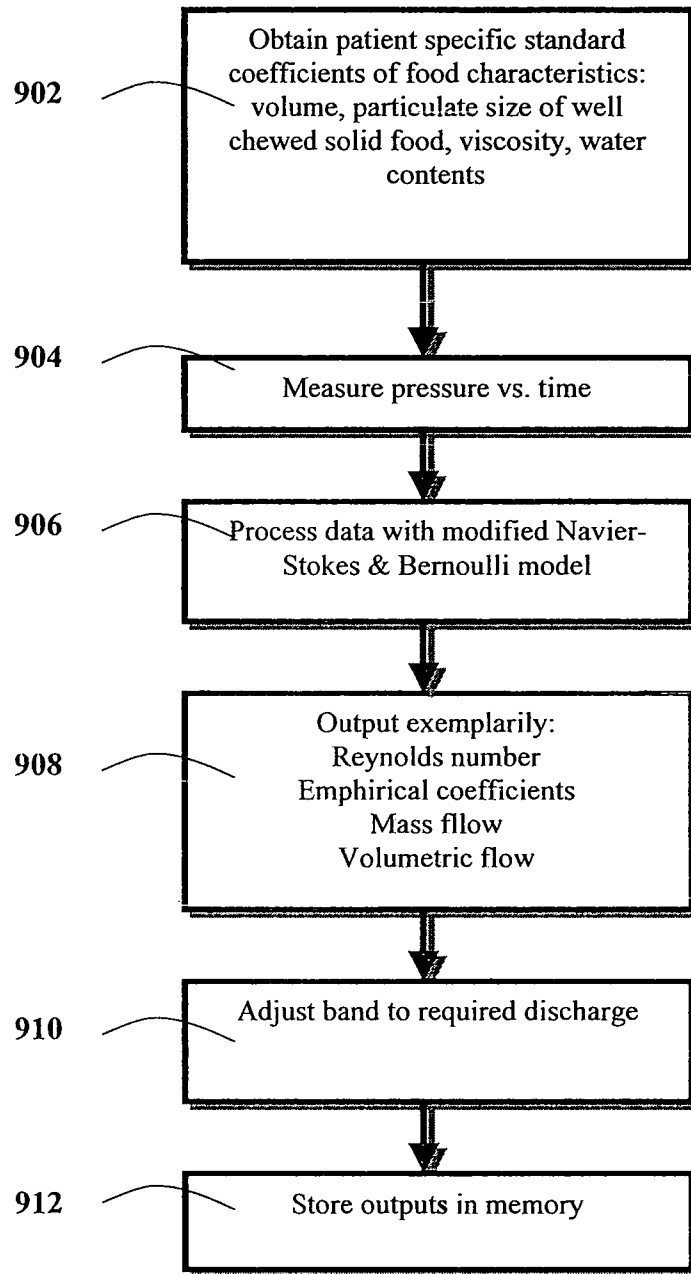 902
Obtain patient specific standard
coefficients of food characteristics:
volume, particulate size of well
chewed solid food, viscosity, water
contents
904
Measure pressure vs. time
906
Process data with modified Navier-
Stokes & Bernoulli model
908
Output exemplarily:
Reynolds number
Emphirical coefficients
Mass fllow
Volumetric flow
910
Adjust band to required discharge
912
Store outputs in memory